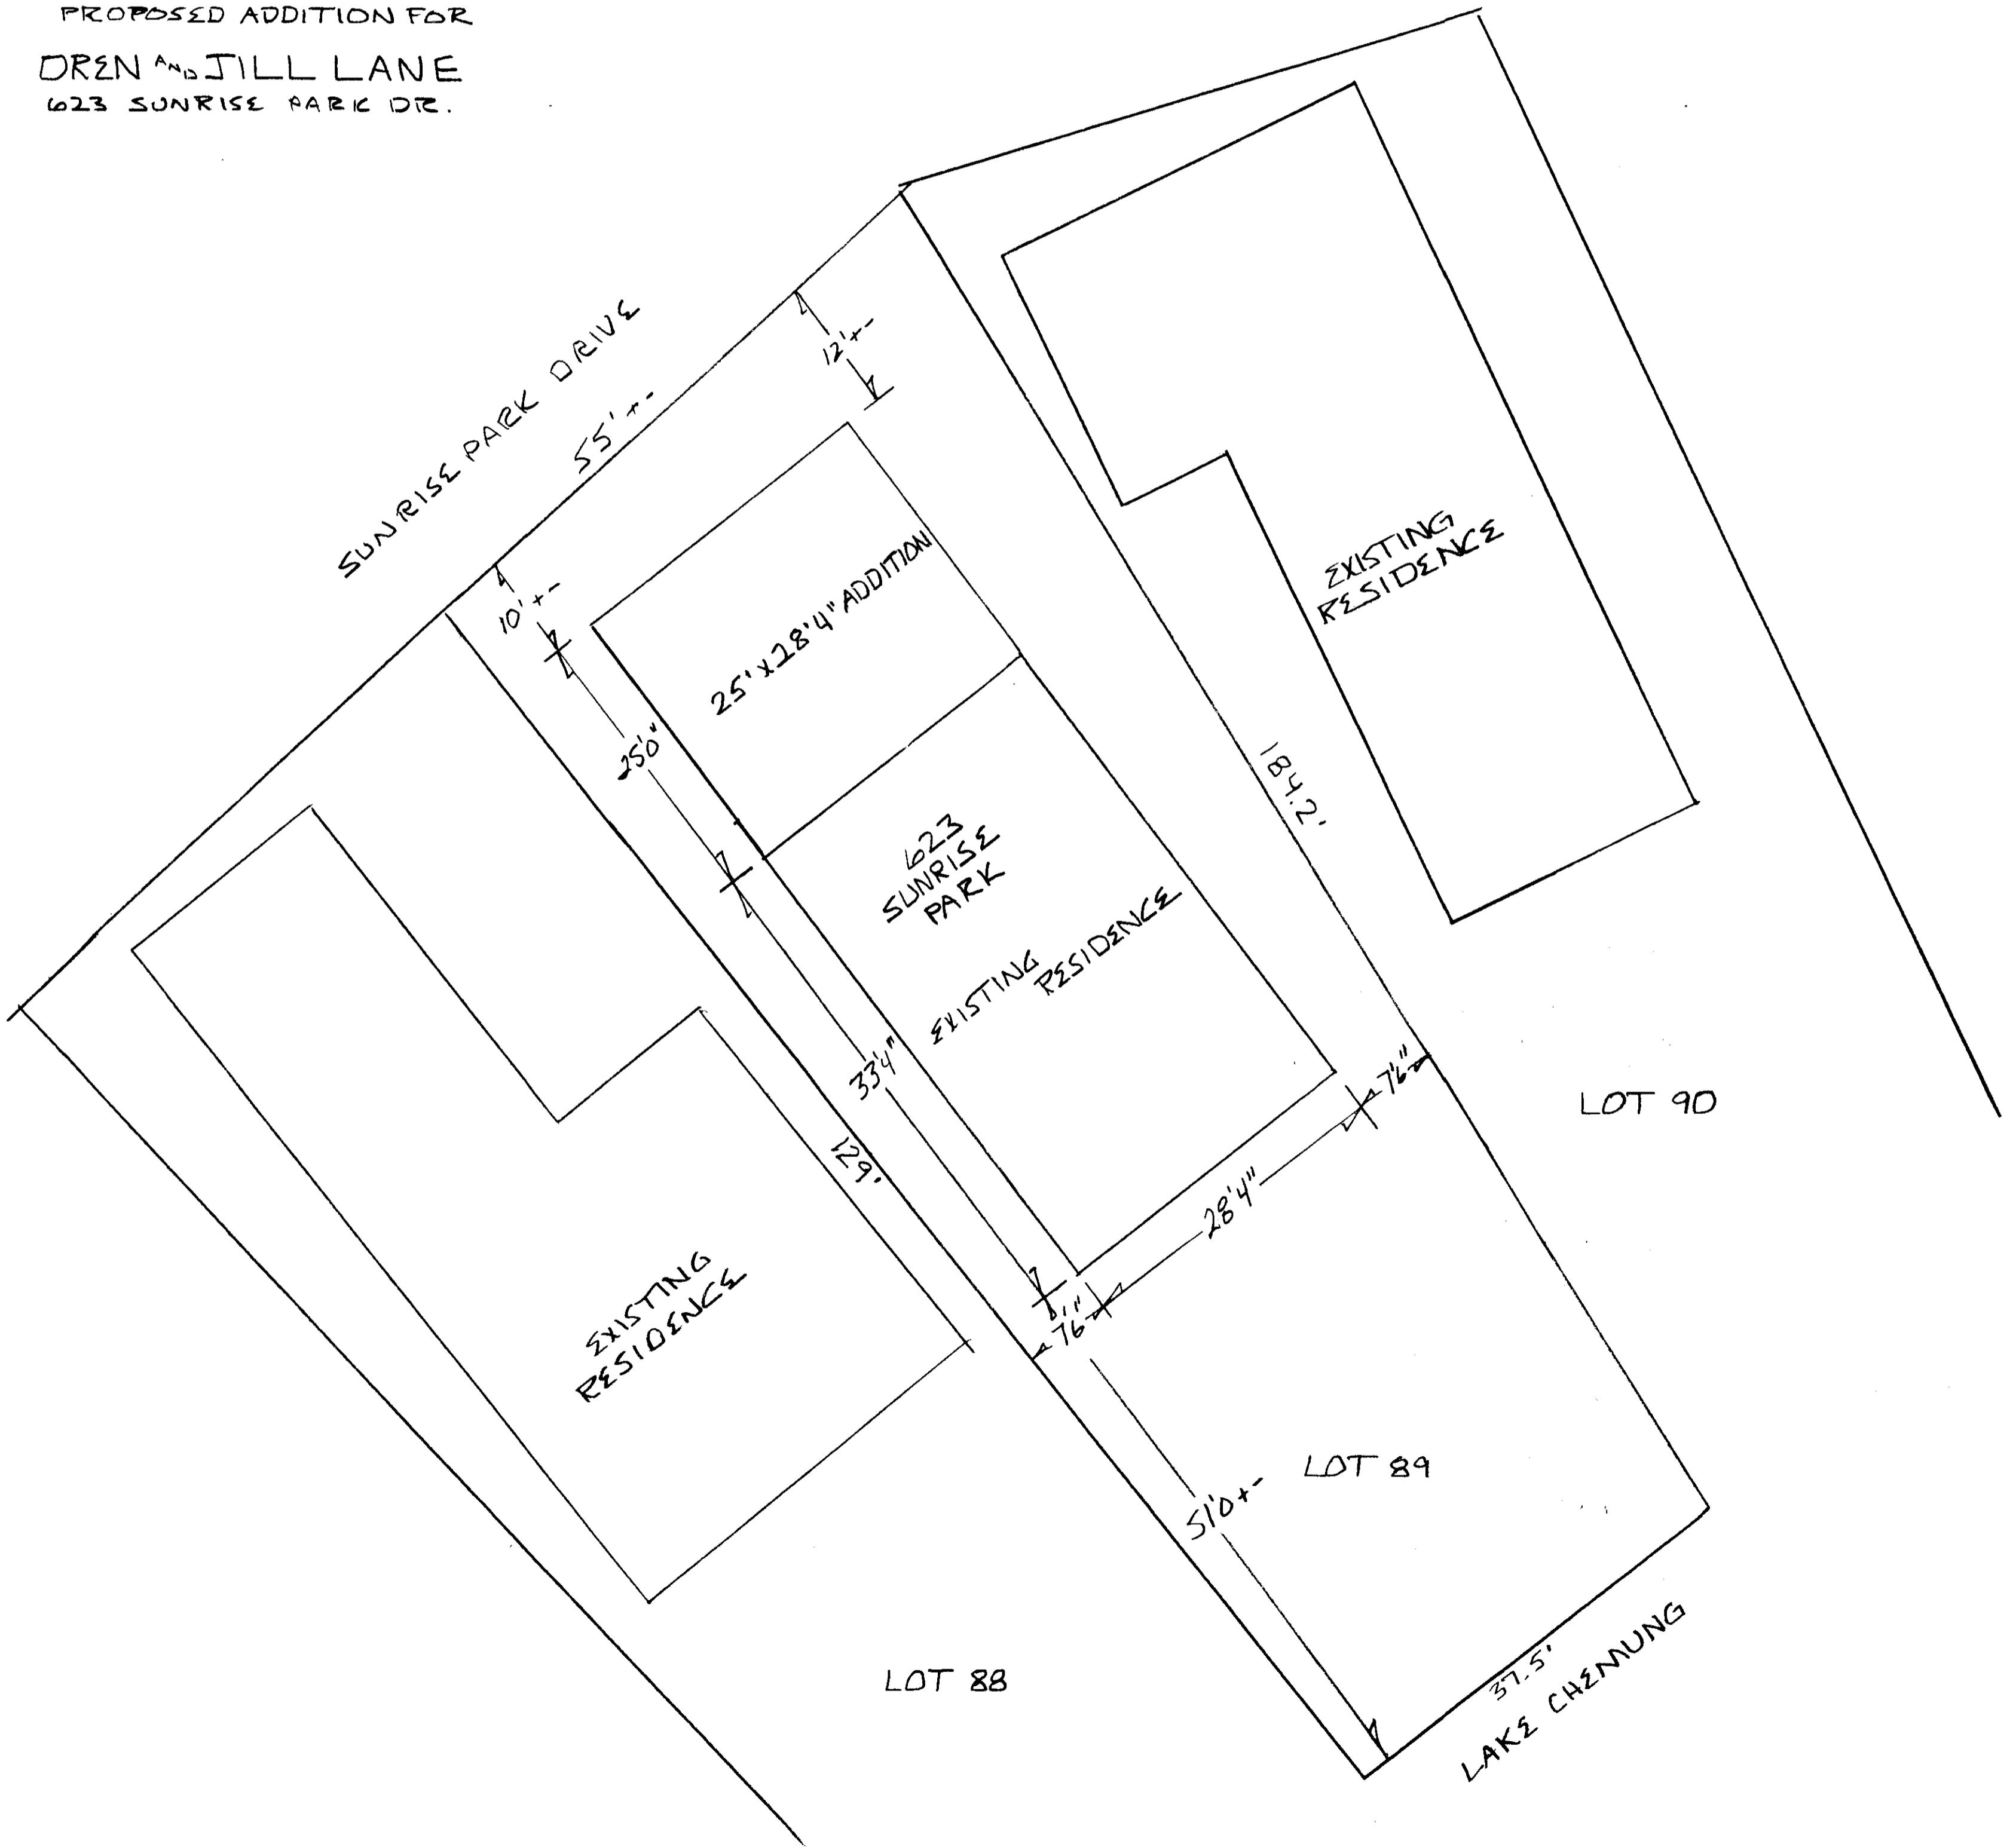 PROPOSED ADDITION FOR
OREN AND JILL LANE
623 SUNRISE PARK DR.
SUNRISE PARK DRIVE
55' +-
12' +-
10' +-
25'0"
25' x 28'4" ADDITION
623
SUNRISE
PARK
EXISTING
RESIDENCE
33'4"
184.2'
EXISTING
RESIDENCE
7'6"
28'4"
7'6"
129'
EXISTING
RESIDENCE
LOT 90
LOT 89
51'0 +-
LOT 88
37.5'
LAKE CHEMUNG